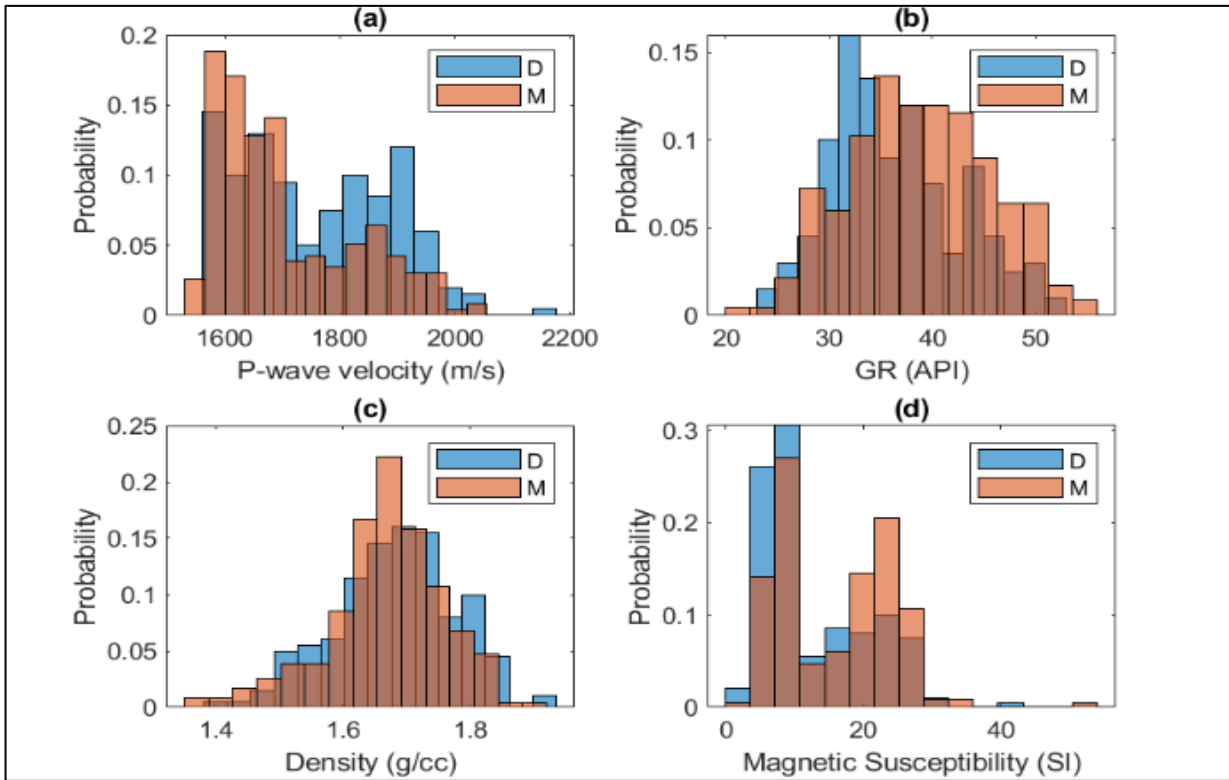 (a)
0.2
0.15
0.1
0.05
0
Probability
D
M
1600 1800 2000 2200
P-wave velocity (m/s)
(b)
0.15
0.1
0.05
0
Probability
D
M
20 30 40 50
GR (API)
(c)
0.25
0.2
0.15
0.1
0.05
0
Probability
D
M
1.4 1.6 1.8
Density (g/cc)
(d)
0.3
0.2
0.1
0
Probability
D
M
0 20 40
Magnetic Susceptibility (SI)